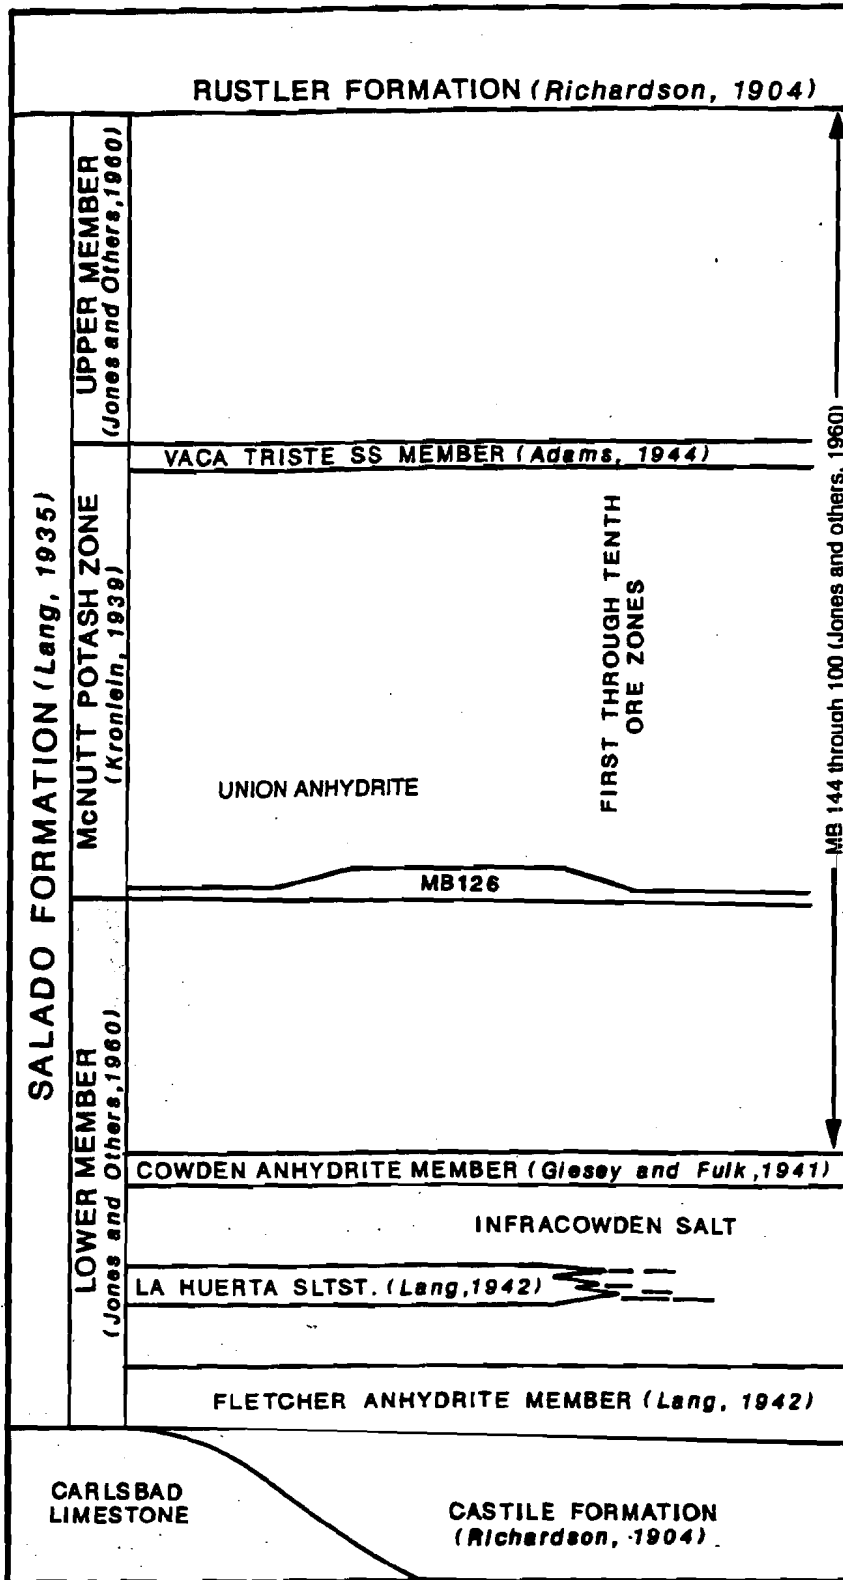 RUSTLER FORMATION (Richardson, 1904)
SALADO FORMATION (Lang, 1935)
UPPER MEMBER
(Jones and Others, 1960)
VACA TRISTE SS MEMBER (Adams, 1944)
McNUTT POTASH ZONE
(Kronlein, 1939)
FIRST THROUGH TENTH
ORE ZONES
UNION ANHYDRITE
MB126
MB 144 through 100 (Jones and others, 1960)
LOWER MEMBER
(Jones and Others, 1960)
COWDEN ANHYDRITE MEMBER (Giesey and Fulk, 1941)
INFRACOWDEN SALT
LA HUERTA SLTST. (Lang, 1942)
FLETCHER ANHYDRITE MEMBER (Lang, 1942)
CARLSBAD
LIMESTONE
CASTILE FORMATION
(Richardson, 1904)